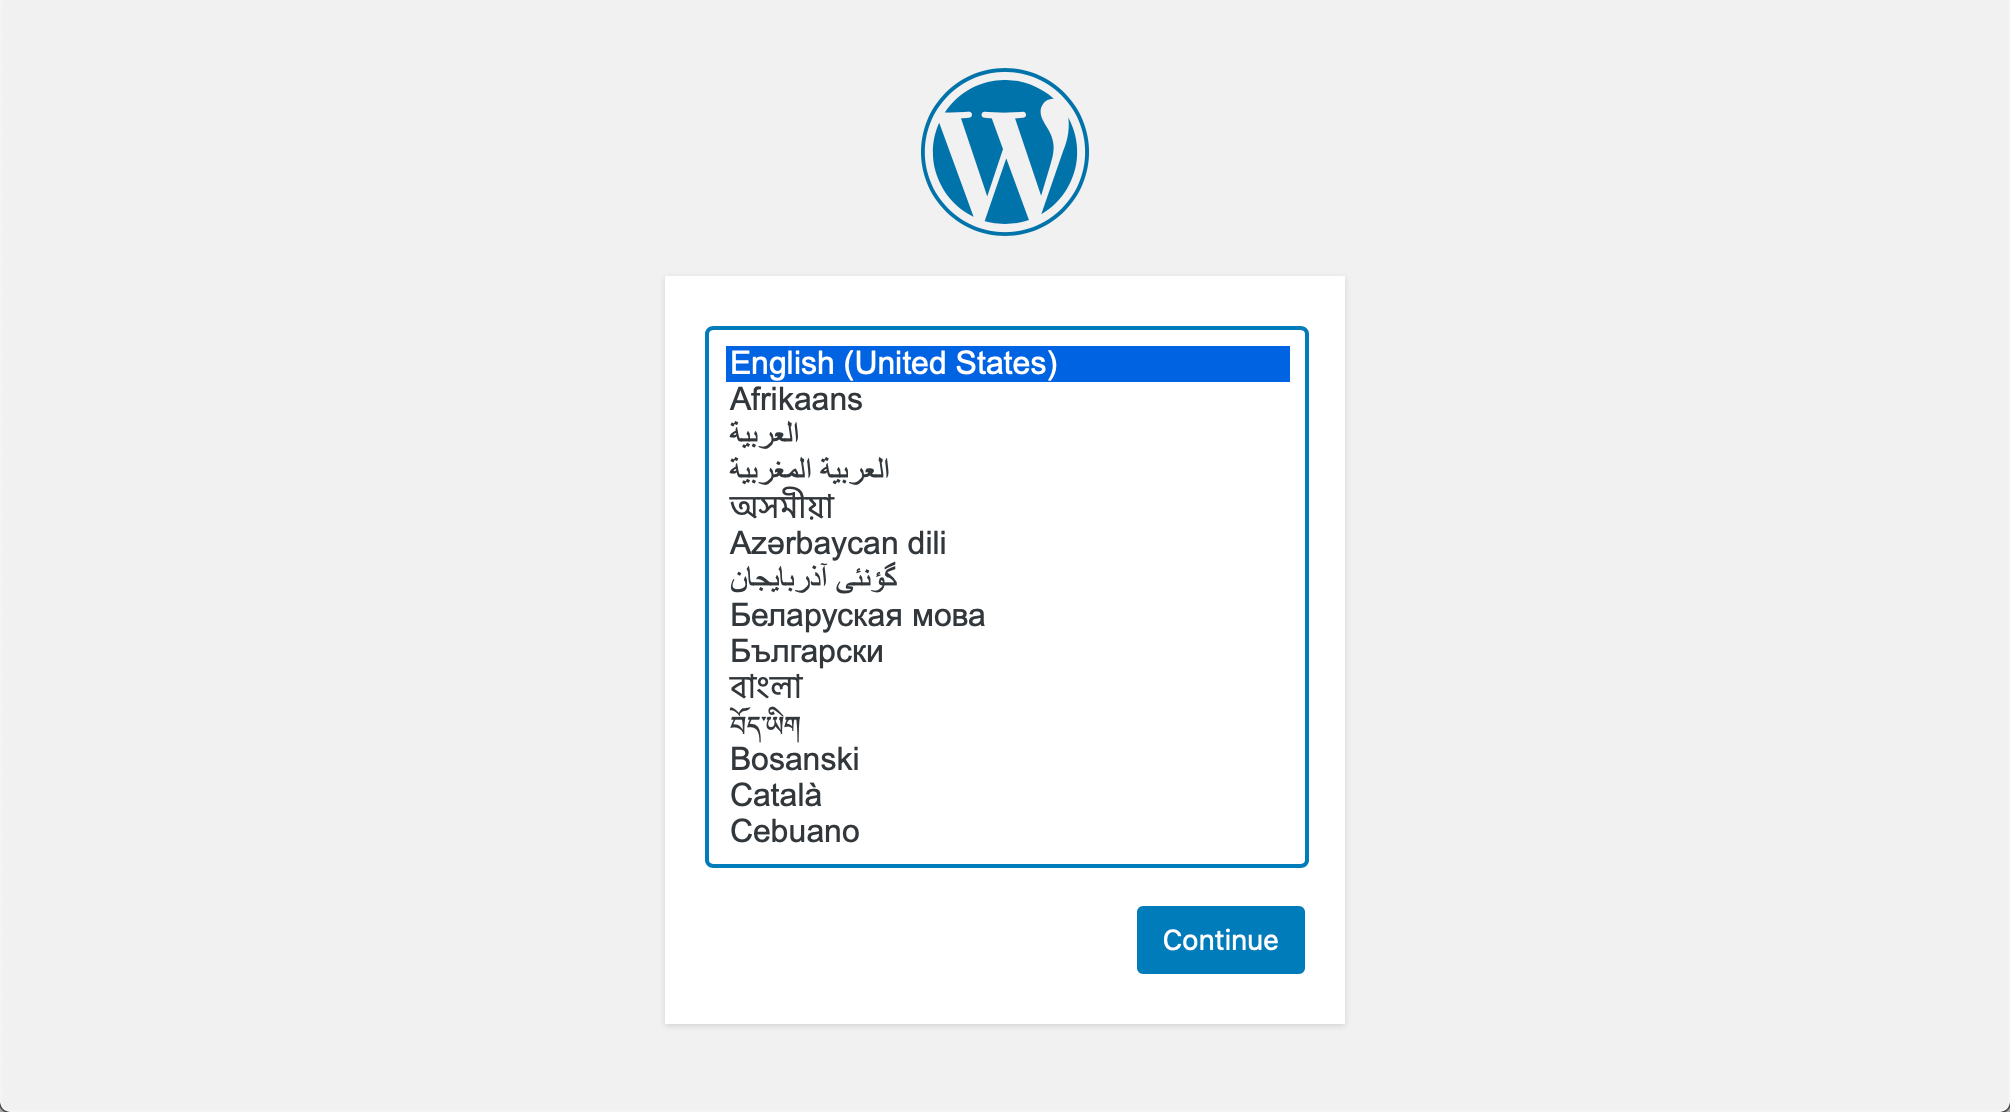 English (United States)
Afrikaans
العربية
العربية المغربية
অসমীয়া
Azərbaycan dili
گؤنئی آذربایجان
Беларуская мова
Български
বাংলা
བོད་ཡིག
Bosanski
Català
Cebuano
Continue